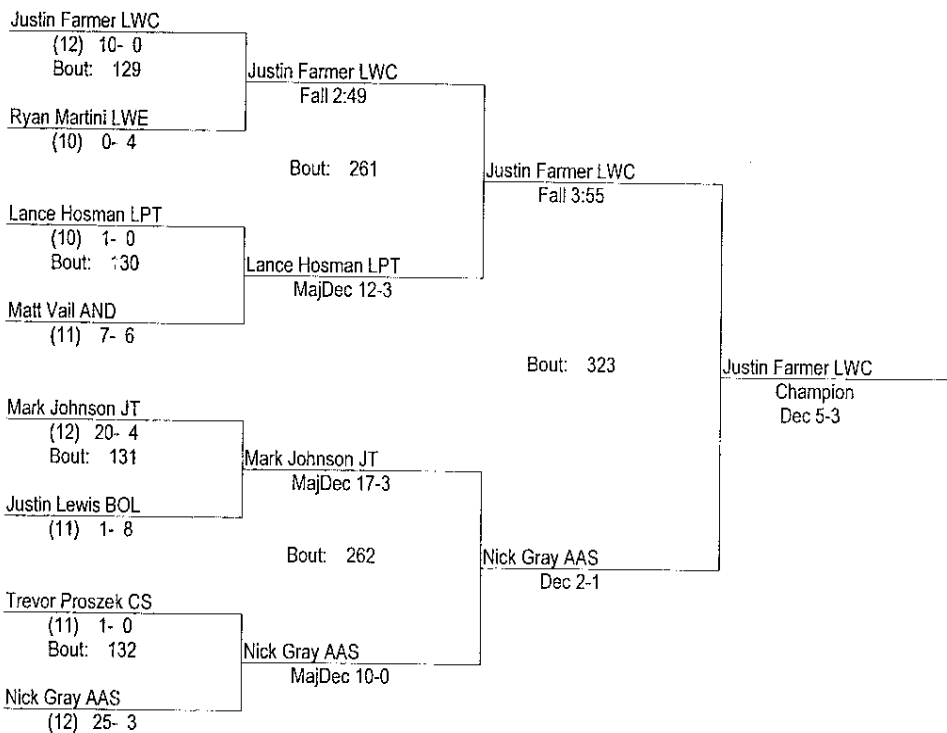 Justin Farmer LWC
(12) 10- 0
Bout: 129
Ryan Martini LWE
(10) 0- 4
Justin Farmer LWC
Fall 2:49
Bout: 261
Lance Hosman LPT
(10) 1- 0
Bout: 130
Matt Vail AND
(11) 7- 6
Lance Hosman LPT
MajDec 12-3
Justin Farmer LWC
Fall 3:55
Bout: 323
Mark Johnson JT
(12) 20- 4
Bout: 131
Justin Lewis BOL
(11) 1- 8
Mark Johnson JT
MajDec 17-3
Bout: 262
Trevor Proszek CS
(11) 1- 0
Bout: 132
Nick Gray AAS
(12) 25- 3
Nick Gray AAS
MajDec 10-0
Nick Gray AAS
Dec 2-1
Justin Farmer LWC
Champion
Dec 5-3